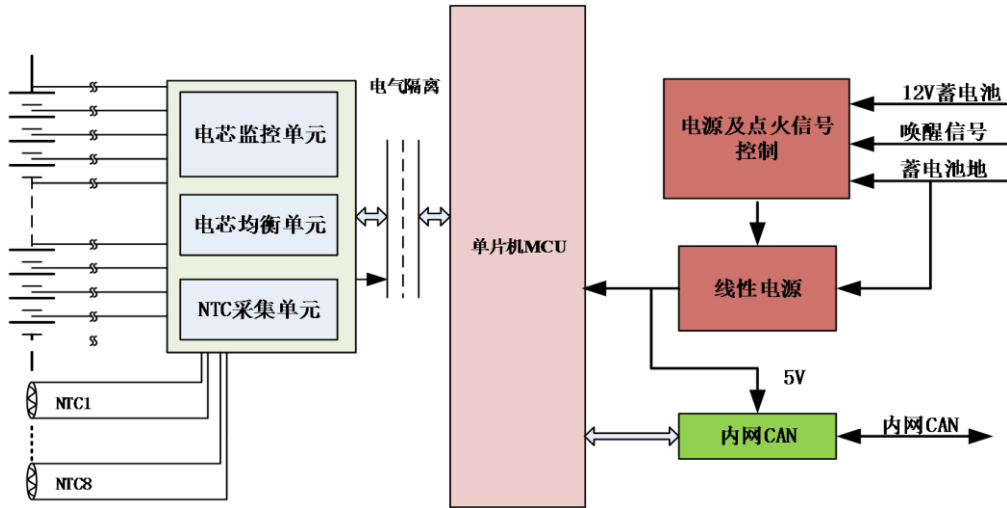 电芯监控单元
电芯均衡单元
NTC采集单元
NTC1
NTC8
电气隔离
单片机MCU
电源及点火信号
控制
12V蓄电池
唤醒信号
蓄电池地
线性电源
5V
内网CAN
内网CAN